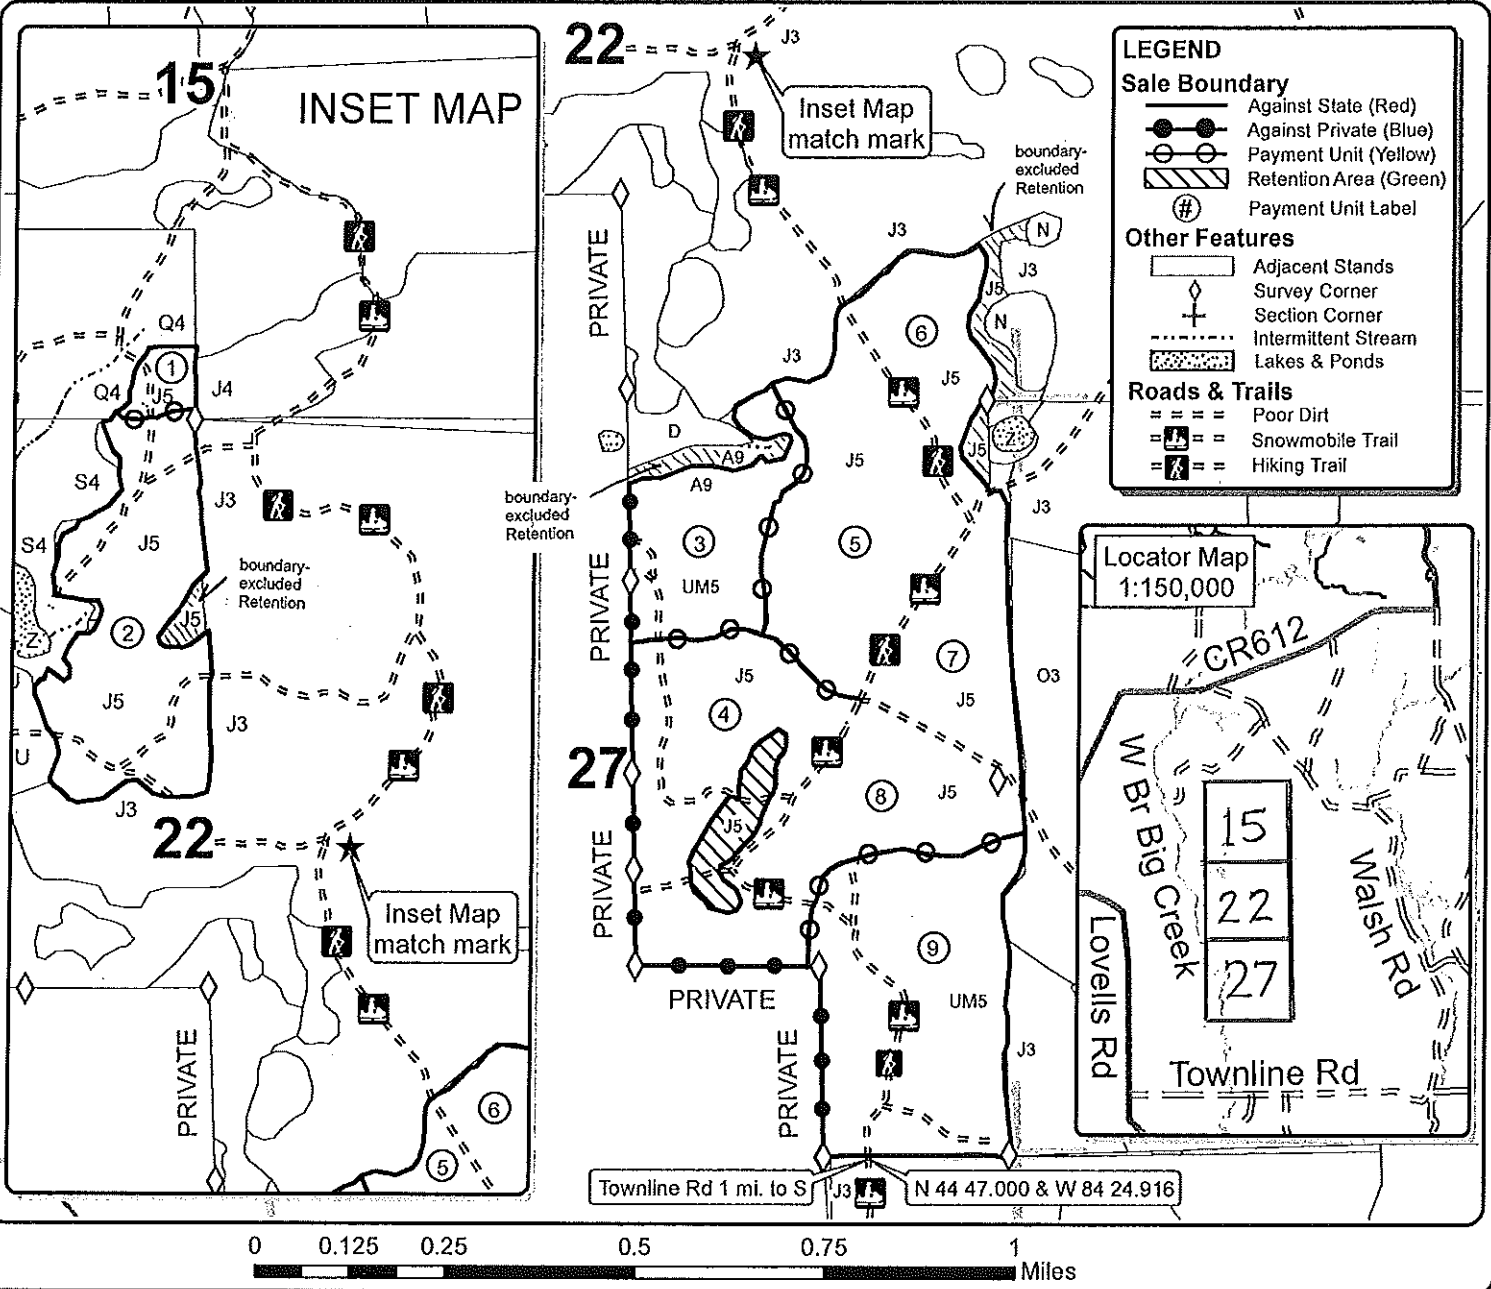 15
INSET MAP
Q4
1
Q4
J5
J4
S4
J3
S4
J5
boundary-
excluded
Retention
J5
2
Z
J
J5
J3
U
J3
22
Inset Map
match mark
PRIVATE
6
5
22
J3
Inset Map
match mark
boundary-
excluded
Retention
PRIVATE
J3
N
J3
J5
N
6
J3
J5
D
A9
A9
J5
J5
Z
boundary-
excluded
Retention
J3
3
5
UM5
PRIVATE
7
J5
J5
O3
4
27
J5
8
J5
PRIVATE
9
PRIVATE
UM5
PRIVATE
J3
Townline Rd 1 mi. to S
J3
N 44 47.000 & W 84 24.916
LEGEND
Sale Boundary
Against State (Red)
Against Private (Blue)
Payment Unit (Yellow)
Retention Area (Green)
# Payment Unit Label
Other Features
Adjacent Stands
Survey Corner
Section Corner
Intermittent Stream
Lakes & Ponds
Roads & Trails
Poor Dirt
Snowmobile Trail
Hiking Trail
Locator Map
1:150,000
CR612
W Br Big Creek
15
22
27
Walsh Rd
Lovells Rd
Townline Rd
0 0.125 0.25 0.5 0.75 1
Miles